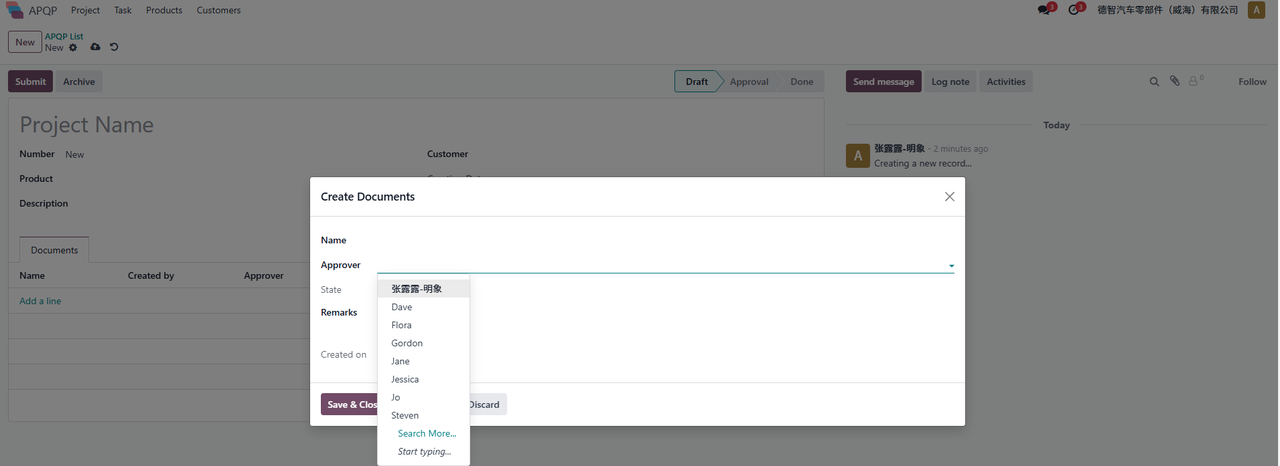 APQP Project Task Products Customers 3 3 德智汽车零部件（威海）有限公司 A
New APQP List
New
Submit Archive Draft Approval Done Send message Log note Activities 0 Follow
Project Name
Today
Number New Customer
A 张露露-明象 - 2 minutes ago
Creating a new record...
Product
Description
Create Documents
Name
Approver
State
Remarks
Created on
张露露-明象
Dave
Flora
Gordon
Jane
Jessica
Jo
Steven
Search More...
Start typing...
Save & Clos
Discard
Documents
Name Created by Approver
Add a line